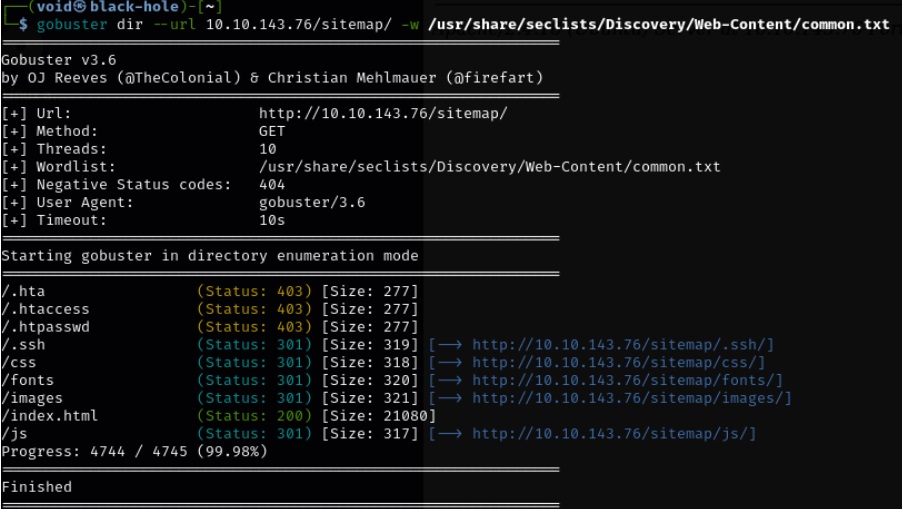 (void㉿black-hole)-[~]
$ gobuster dir --url 10.10.143.76/sitemap/ -w /usr/share/seclists/Discovery/Web-Content/common.txt
Gobuster v3.6
by OJ Reeves (@TheColonial) & Christian Mehlmauer (@firefart)
[+] Url: http://10.10.143.76/sitemap/
[+] Method: GET
[+] Threads: 10
[+] Wordlist: /usr/share/seclists/Discovery/Web-Content/common.txt
[+] Negative Status codes: 404
[+] User Agent: gobuster/3.6
[+] Timeout: 10s
Starting gobuster in directory enumeration mode
/.hta (Status: 403) [Size: 277]
/.htaccess (Status: 403) [Size: 277]
/.htpasswd (Status: 403) [Size: 277]
/.ssh (Status: 301) [Size: 319] [--> http://10.10.143.76/sitemap/.ssh/]
/css (Status: 301) [Size: 318] [--> http://10.10.143.76/sitemap/css/]
/fonts (Status: 301) [Size: 320] [--> http://10.10.143.76/sitemap/fonts/]
/images (Status: 301) [Size: 321] [--> http://10.10.143.76/sitemap/images/]
/index.html (Status: 200) [Size: 21080]
/js (Status: 301) [Size: 317] [--> http://10.10.143.76/sitemap/js/]
Progress: 4744 / 4745 (99.98%)
Finished